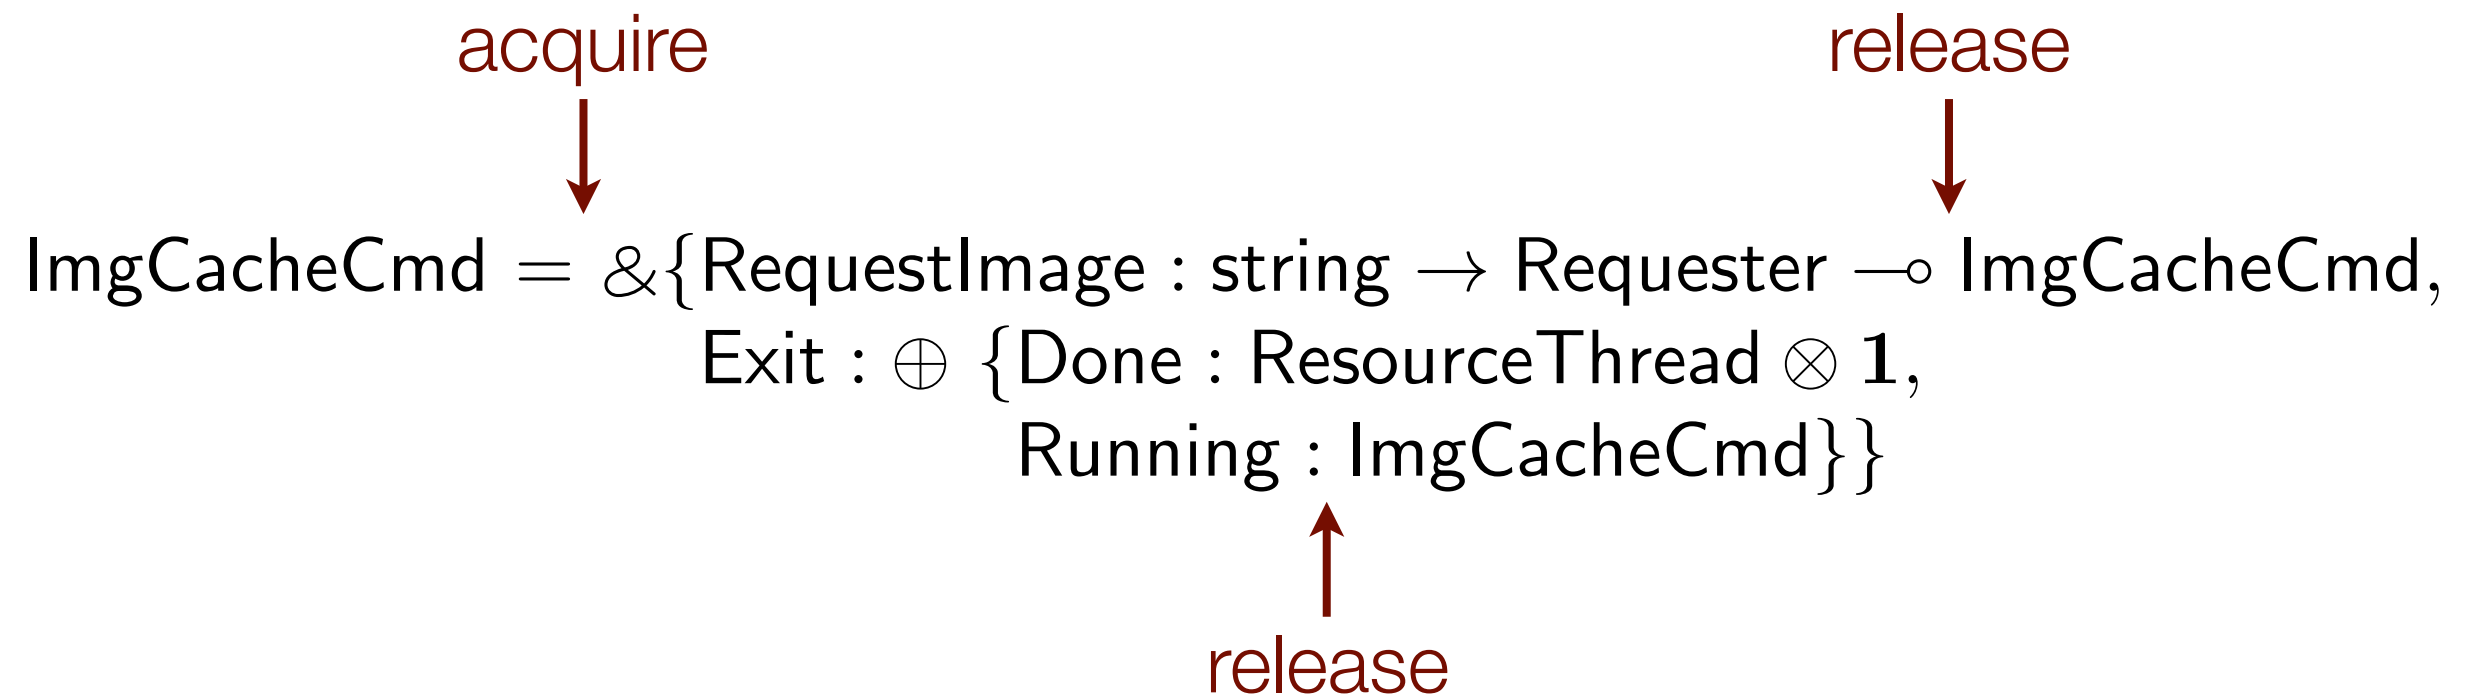 acquire release
ImgCacheCmd = &{RequestImage : string → Requester ⊸ ImgCacheCmd,
Exit : ⊕ {Done : ResourceThread ⊗ 1,
Running : ImgCacheCmd}}
release